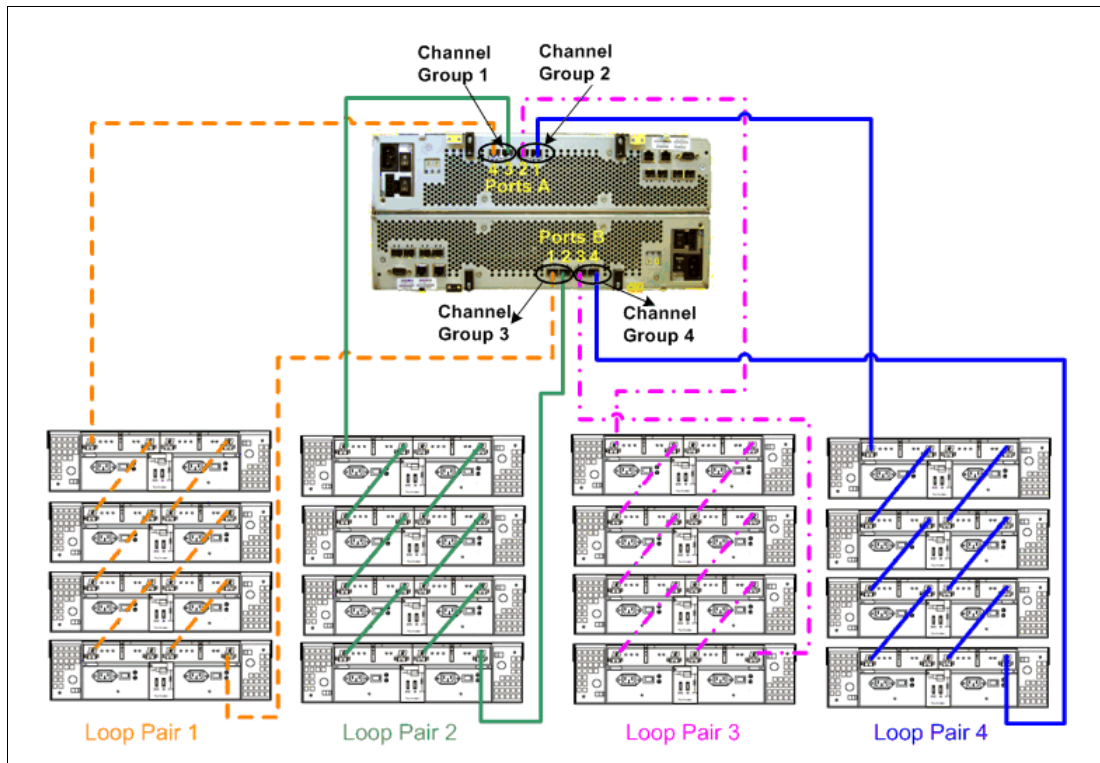 Channel
Group 1
Channel
Group 2
4 3 2 1
Ports A
Ports B
1 2 3 4
Channel
Group 3
Channel
Group 4
Loop Pair 1
Loop Pair 2
Loop Pair 3
Loop Pair 4